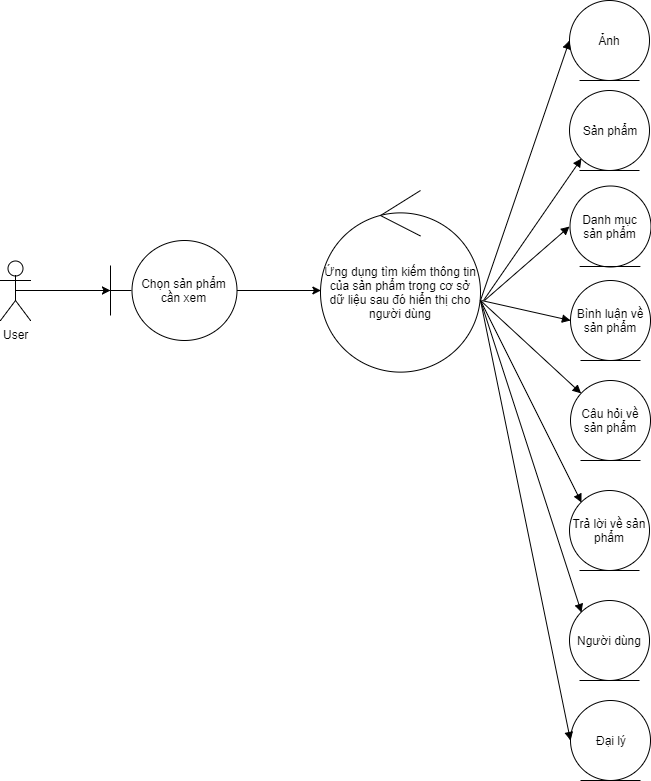 Ảnh
Sản phẩm
Danh mục
sản phẩm
Chọn sản phẩm
cần xem
Ứng dụng tìm kiếm thông tin
của sản phẩm trong cơ sở
dữ liệu sau đó hiển thị cho
người dùng
User
Bình luận về
sản phẩm
Câu hỏi về
sản phẩm
Trả lời về sản
phẩm
Người dùng
Đại lý